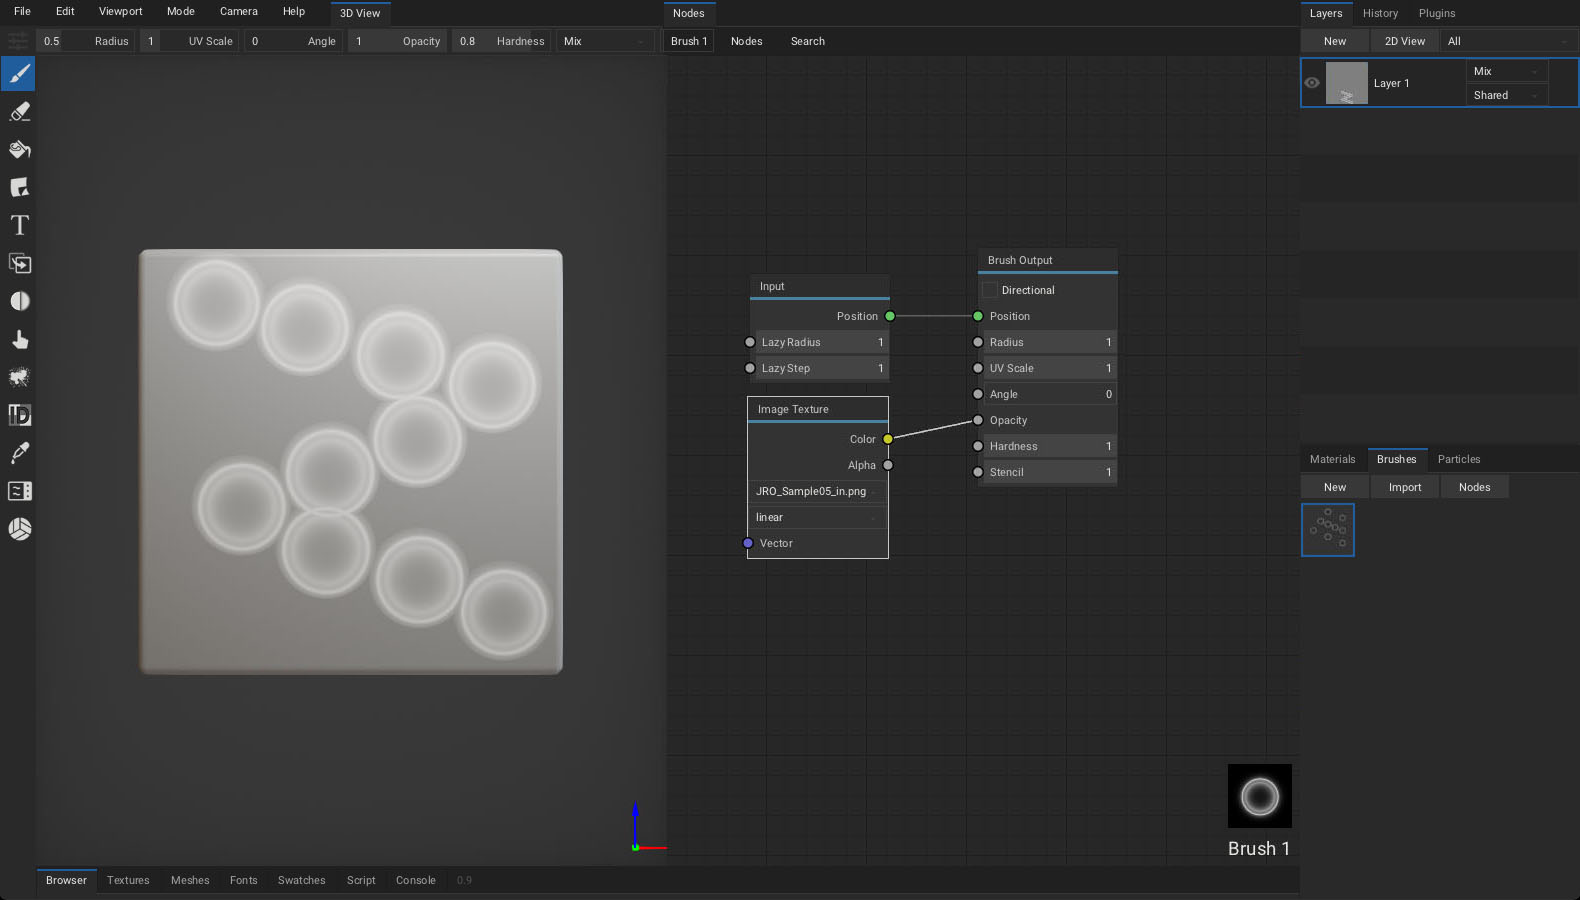 File Edit Viewport Mode Camera Help 3D View Nodes Layers History Plugins
0.5 Radius 1 UV Scale 0 Angle 1 Opacity 0.8 Hardness Mix Brush 1 Nodes Search New 2D View All
Mix
Layer 1
Shared
T
Brush Output
Directional
Position
Radius 1
UV Scale 1
Angle 0
Opacity
Hardness 1
Stencil 1
Input
Position
Lazy Radius 1
Lazy Step 1
Image Texture
Color
Alpha
JRO_Sample05_in.png
linear
Vector
ID
Materials Brushes Particles
New Import Nodes
Brush 1
Browser Textures Meshes Fonts Swatches Script Console 0.9